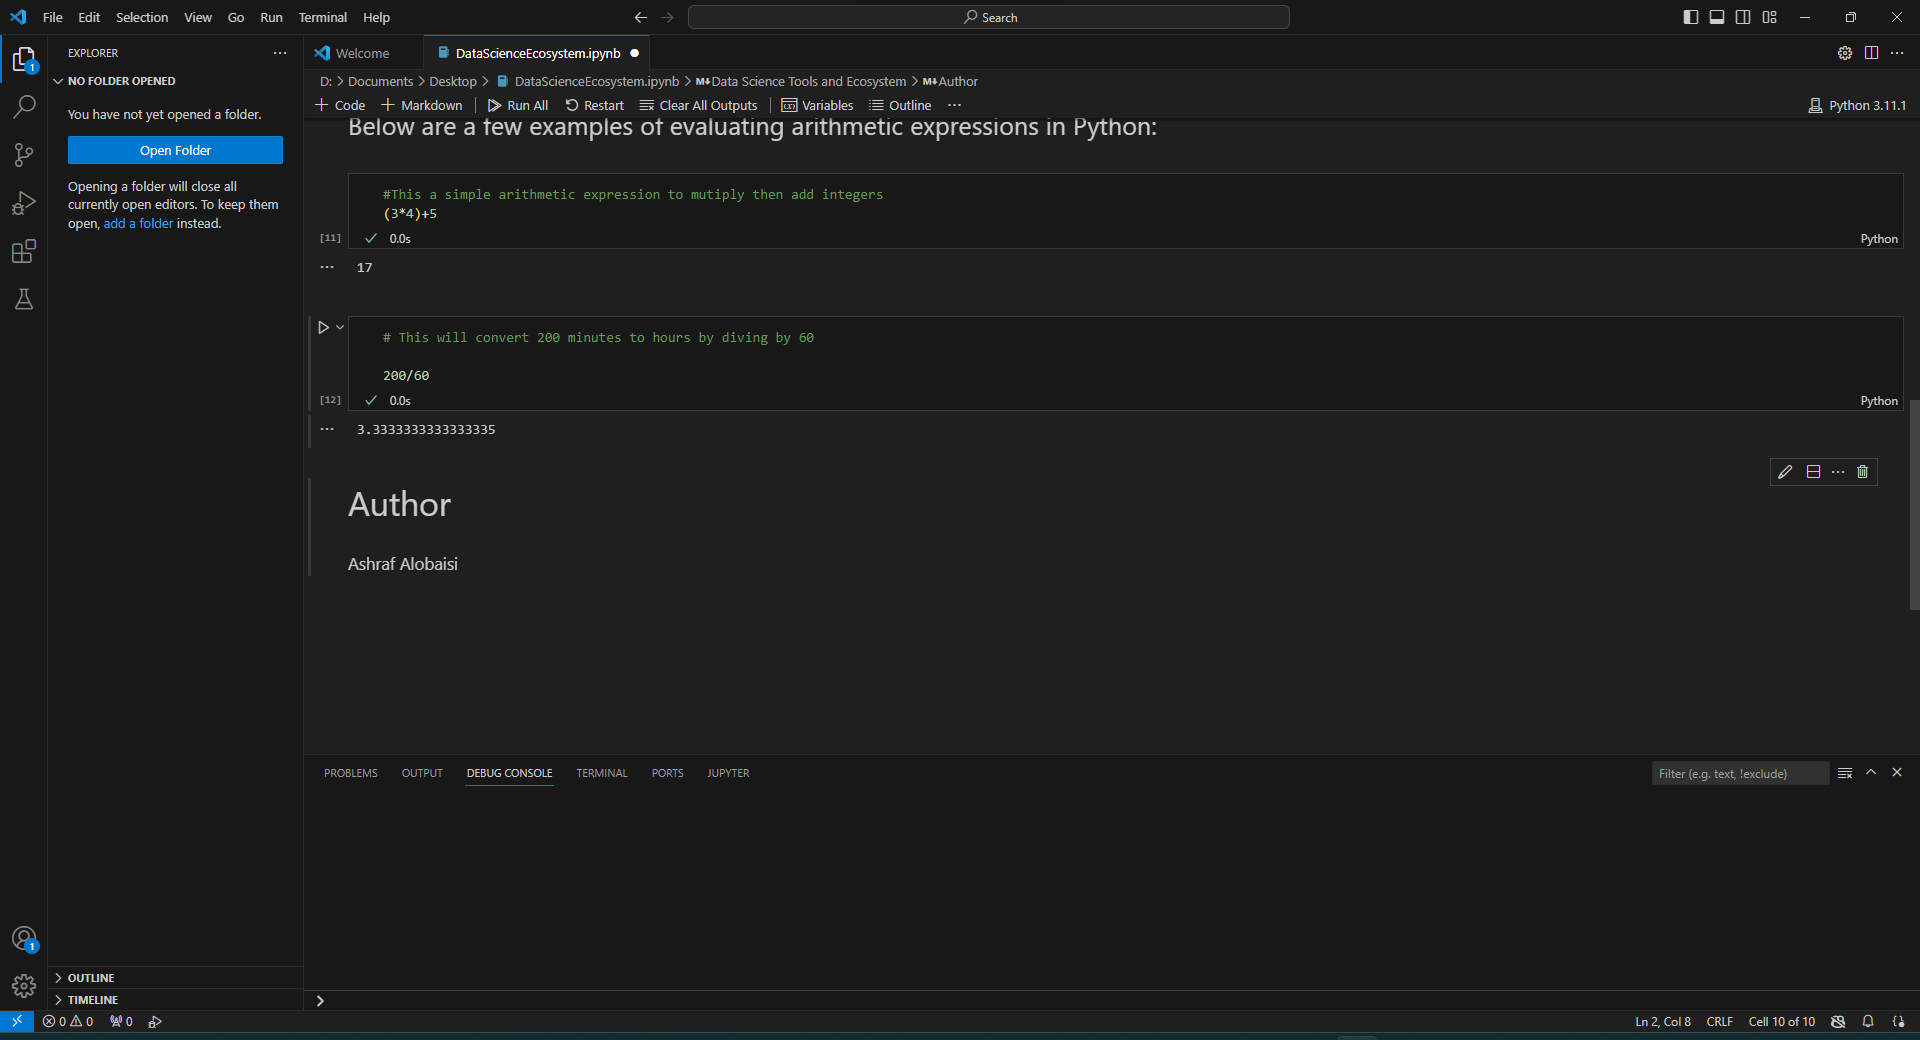 File Edit Selection View Go Run Terminal Help
Search
EXPLORER
Welcome
DataScienceEcosystem.ipynb
NO FOLDER OPENED
You have not yet opened a folder.
Open Folder
Opening a folder will close all
currently open editors. To keep them
open, add a folder instead.
D: > Documents > Desktop > DataScienceEcosystem.ipynb > M↓Data Science Tools and Ecosystem > M↓Author
+ Code + Markdown Run All Restart Clear All Outputs Variables Outline ...
Python 3.11.1
Below are a few examples of evaluating arithmetic expressions in Python:
#This a simple arithmetic expression to mutiply then add integers
(3*4)+5
[11] 0.0s Python
17
# This will convert 200 minutes to hours by diving by 60
200/60
[12] 0.0s Python
3.3333333333333335
Author
Ashraf Alobaisi
PROBLEMS OUTPUT DEBUG CONSOLE TERMINAL PORTS JUPYTER
Filter (e.g. text, !exclude)
1
1
OUTLINE
TIMELINE
0 0 0
Ln 2, Col 8 CRLF Cell 10 of 10